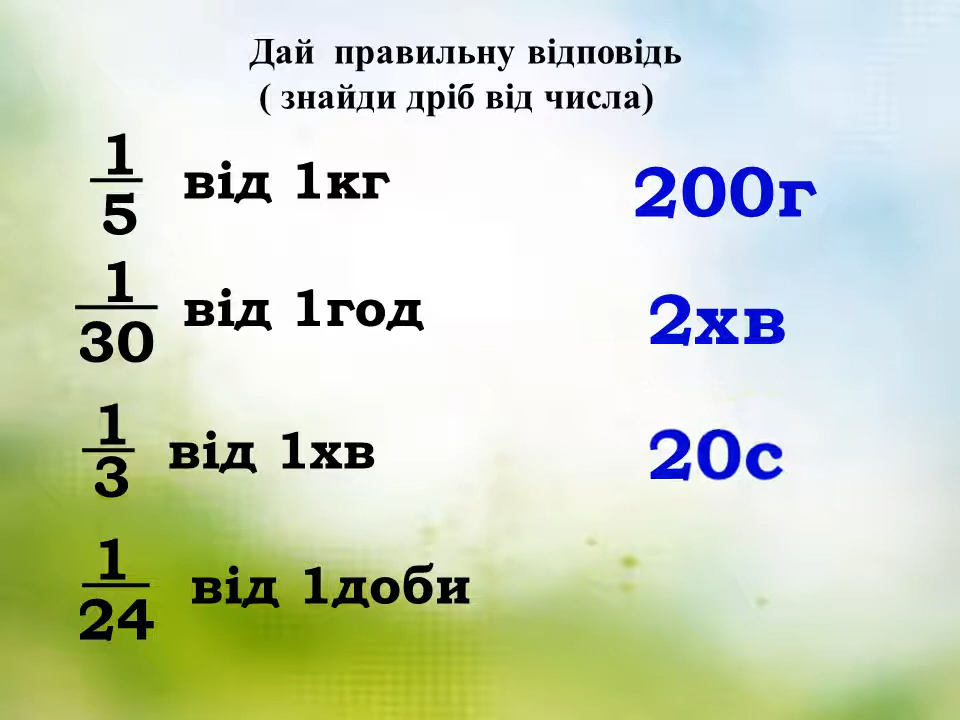 Дай правильну відповідь
( знайди дріб від числа)
1/5 від 1кг 200г
1/30 від 1год 2хв
1/3 від 1хв 20с
1/24 від 1доби